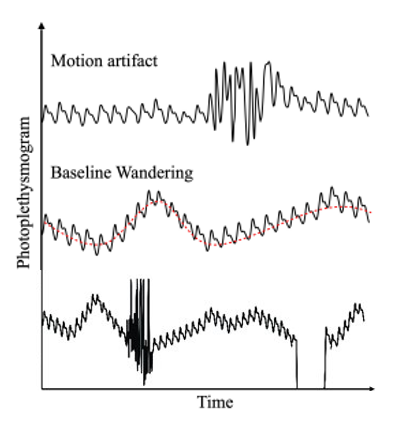 Motion artifact
Baseline Wandering
Photoplethysmogram
Time